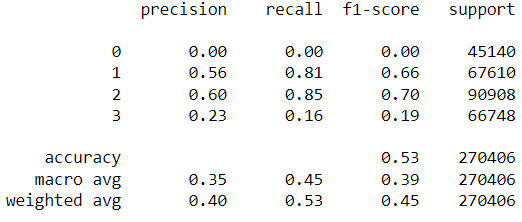 precision recall f1-score support
0 0.00 0.00 0.00 45140
1 0.56 0.81 0.66 67610
2 0.60 0.85 0.70 90908
3 0.23 0.16 0.19 66748
accuracy 0.53 270406
macro avg 0.35 0.45 0.39 270406
weighted avg 0.40 0.53 0.45 270406